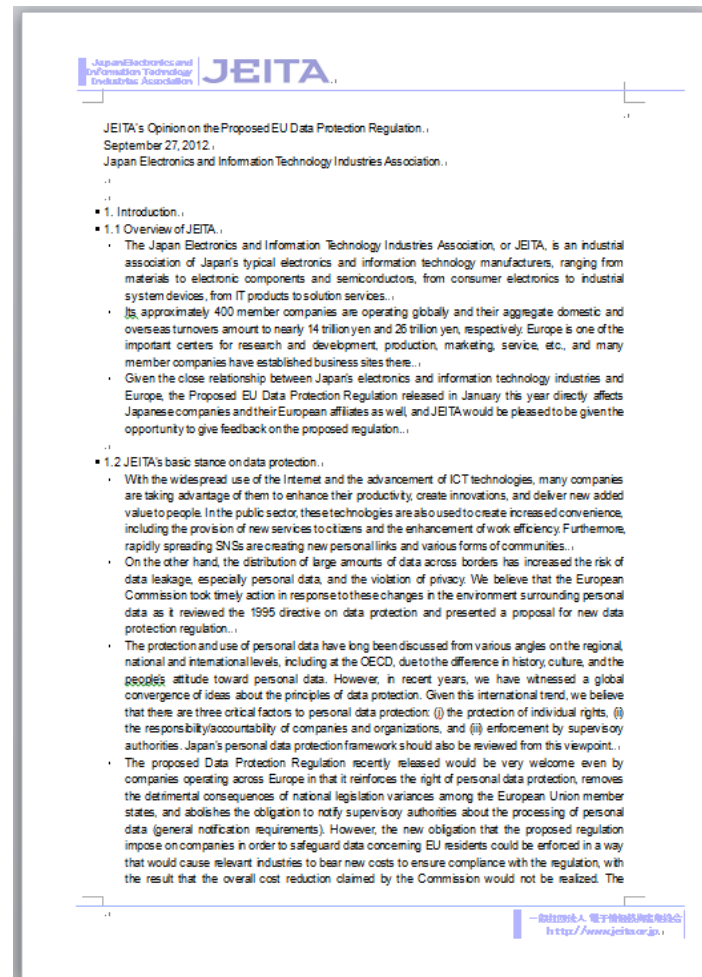 Japan Electronics and
Information Technology
Industries Association
JEITA
JEITA's Opinion on the Proposed EU Data Protection Regulation.
September 27, 2012.
Japan Electronics and Information Technology Industries Association.
▪ 1. Introduction.
▪ 1.1 Overview of JEITA.
・ The Japan Electronics and Information Technology Industries Association, or JEITA, is an industrial
association of Japan's typical electronics and information technology manufacturers, ranging from
materials to electronic components and semiconductors, from consumer electronics to industrial
system devices, from IT products to solution services..
・ Its approximately 400 member companies are operating globally and their aggregate domestic and
overseas turnovers amount to nearly 14 trillion yen and 26 trillion yen, respectively. Europe is one of the
important centers for research and development, production, marketing, service, etc., and many
member companies have established business sites there..
・ Given the close relationship between Japan's electronics and information technology industries and
Europe, the Proposed EU Data Protection Regulation released in January this year directly affects
Japanese companies and their European affiliates as well, and JEITA would be pleased to be given the
opportunity to give feedback on the proposed regulation..
▪ 1.2 JEITA's basic stance on data protection.
・ With the widespread use of the Internet and the advancement of ICT technologies, many companies
are taking advantage of them to enhance their productivity, create innovations, and deliver new added
value to people. In the public sector, these technologies are also used to create increased convenience,
including the provision of new services to citizens and the enhancement of work efficiency. Furthermore,
rapidly spreading SNSs are creating new personal links and various forms of communities..
・ On the other hand, the distribution of large amounts of data across borders has increased the risk of
data leakage, especially personal data, and the violation of privacy. We believe that the European
Commission took timely action in response to these changes in the environment surrounding personal
data as it reviewed the 1995 directive on data protection and presented a proposal for new data
protection regulation..
・ The protection and use of personal data have long been discussed from various angles on the regional,
national and international levels, including at the OECD, due to the difference in history, culture, and the
people's attitude toward personal data. However, in recent years, we have witnessed a global
convergence of ideas about the principles of data protection. Given this international trend, we believe
that there are three critical factors to personal data protection: (i) the protection of individual rights, (ii)
the responsibility/accountability of companies and organizations, and (iii) enforcement by supervisory
authorities. Japan's personal data protection framework should also be reviewed from this viewpoint..
・ The proposed Data Protection Regulation recently released would be very welcome even by
companies operating across Europe in that it reinforces the right of personal data protection, removes
the detrimental consequences of national legislation variances among the European Union member
states, and abolishes the obligation to notify supervisory authorities about the processing of personal
data (general notification requirements). However, the new obligation that the proposed regulation
impose on companies in order to safeguard data concerning EU residents could be enforced in a way
that would cause relevant industries to bear new costs to ensure compliance with the regulation, with
the result that the overall cost reduction claimed by the Commission would not be realized. The
http://www.jeita.or.jp